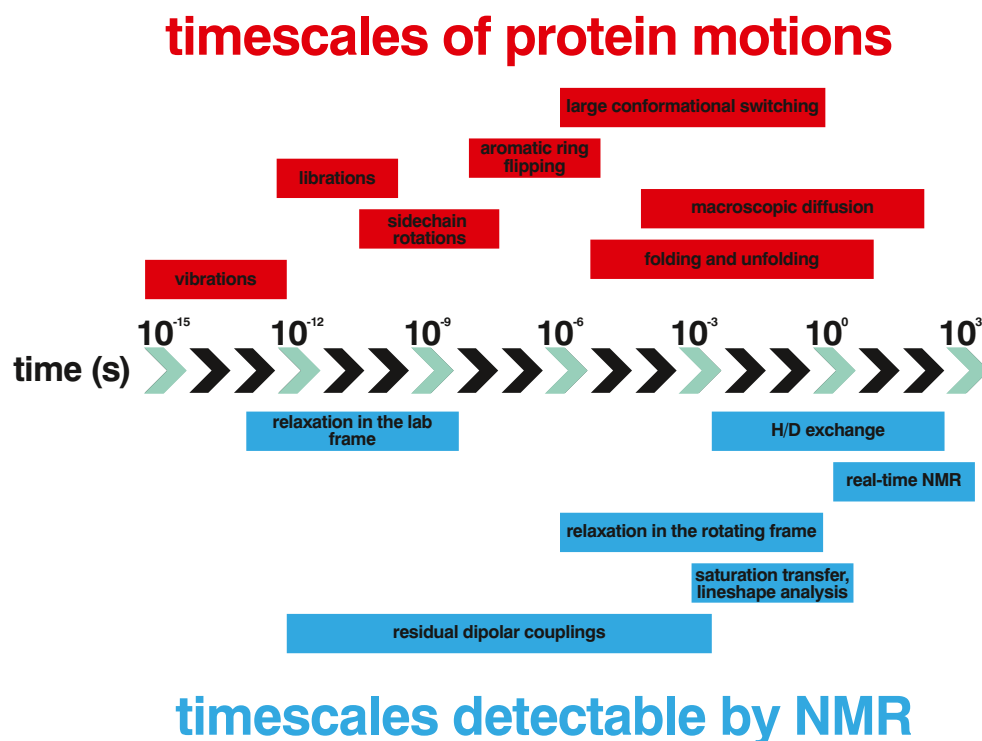 timescales of protein motions
large conformational switching
aromatic ring
flipping
librations
macroscopic diffusion
sidechain
rotations
folding and unfolding
vibrations
10⁻¹⁵ 10⁻¹² 10⁻⁹ 10⁻⁶ 10⁻³ 10⁰ 10³
time (s)
relaxation in the lab
frame
H/D exchange
real-time NMR
relaxation in the rotating frame
saturation transfer,
lineshape analysis
residual dipolar couplings
timescales detectable by NMR